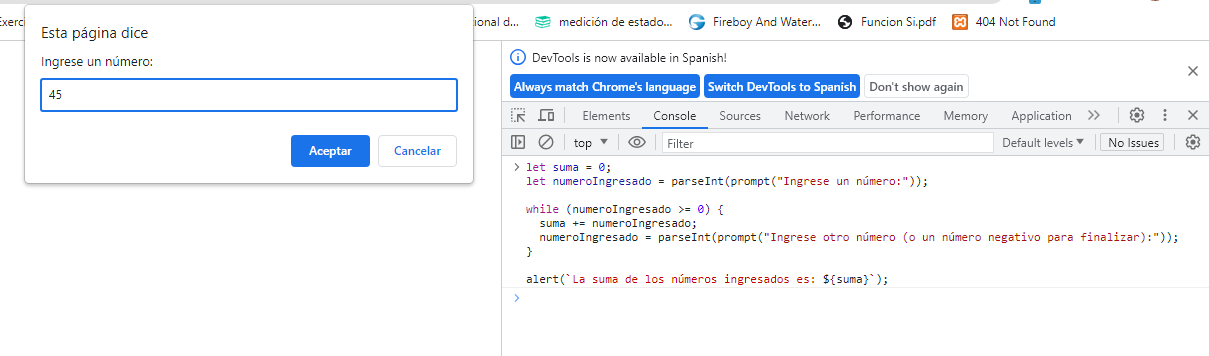 Exerc
cional d...
medición de estado...
Fireboy And Water...
Funcion Si.pdf
404 Not Found
Esta página dice
Ingrese un número:
45
Aceptar
Cancelar
DevTools is now available in Spanish!
Always match Chrome's language
Switch DevTools to Spanish
Don't show again
Elements
Console
Sources
Network
Performance
Memory
Application
top
Filter
Default levels
No Issues
let suma = 0;
let numeroIngresado = parseInt(prompt("Ingrese un número:"));
while (numeroIngresado >= 0) {
suma += numeroIngresado;
numeroIngresado = parseInt(prompt("Ingrese otro número (o un número negativo para finalizar):"));
}
alert(`La suma de los números ingresados es: ${suma}`);